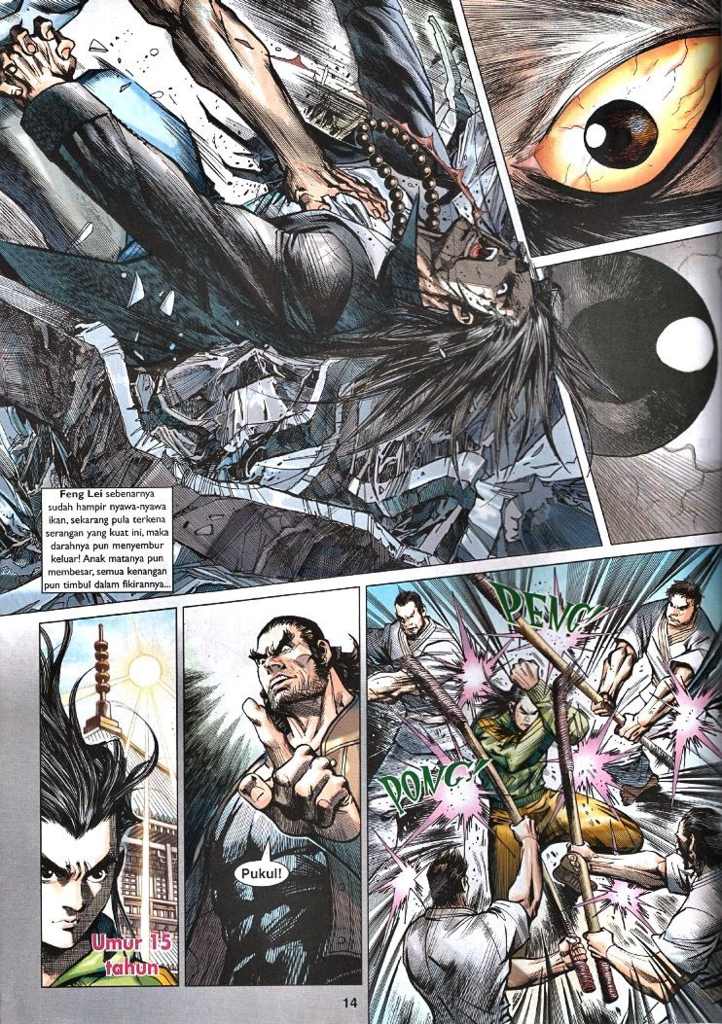 Feng Lei sebenarnya
sudah hampir nyawa-nyawa
ikan, sekarang pula terkena
serangan yang kuat ini, maka
darahnya pun menyembur
keluar! Anak matanya pun
membesar, semua kenangan
pun timbul dalam fikirannya...
Umur 15
tahun
Pukul!
PENG!
PONG!
14